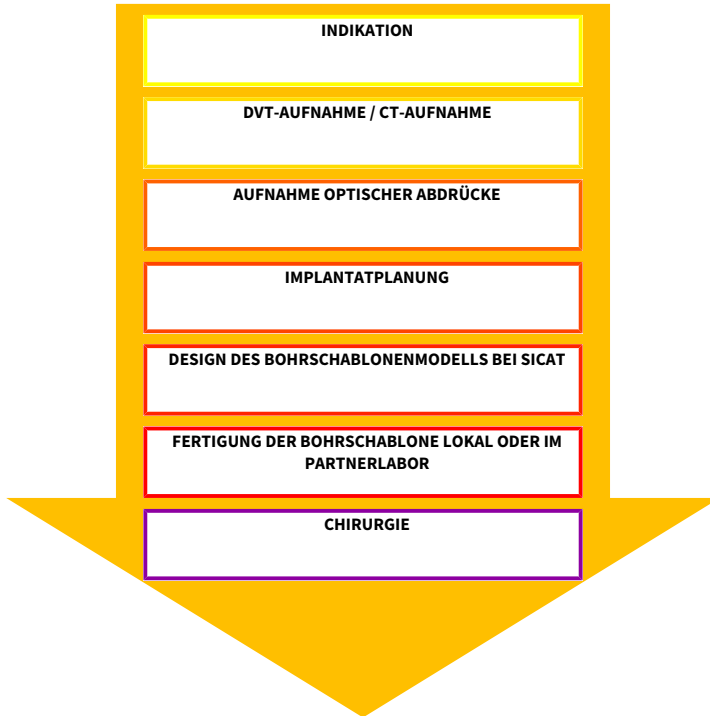 INDIKATION
DVT-AUFNAHME / CT-AUFNAHME
AUFNAHME OPTISCHER ABDRÜCKE
IMPLANTATPLANUNG
DESIGN DES BOHRSCHABLONENMODELLS BEI SICAT
FERTIGUNG DER BOHRSCHABLONE LOKAL ODER IM
PARTNERLABOR
CHIRURGIE